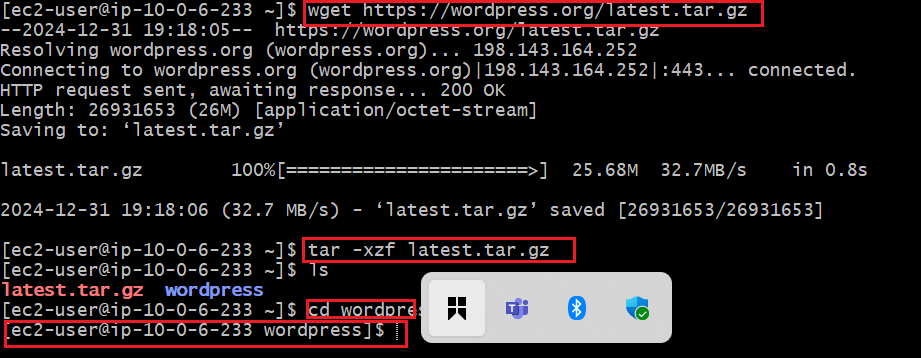 [ec2-user@ip-10-0-6-233 ~]$ wget https://wordpress.org/latest.tar.gz
--2024-12-31 19:18:05--  https://wordpress.org/latest.tar.gz
Resolving wordpress.org (wordpress.org)... 198.143.164.252
Connecting to wordpress.org (wordpress.org)|198.143.164.252|:443... connected.
HTTP request sent, awaiting response... 200 OK
Length: 26931653 (26M) [application/octet-stream]
Saving to: ‘latest.tar.gz’
latest.tar.gz         100%[=======================>]  25.68M  32.7MB/s    in 0.8s
2024-12-31 19:18:06 (32.7 MB/s) - ‘latest.tar.gz’ saved [26931653/26931653]
[ec2-user@ip-10-0-6-233 ~]$ tar -xzf latest.tar.gz
[ec2-user@ip-10-0-6-233 ~]$ ls
latest.tar.gz  wordpress
[ec2-user@ip-10-0-6-233 ~]$ cd wordpres
[ec2-user@ip-10-0-6-233 wordpress]$